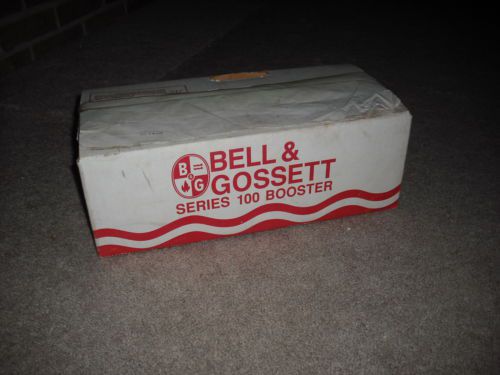 B
&
G
BELL &
GOSSETT
SERIES 100 BOOSTER